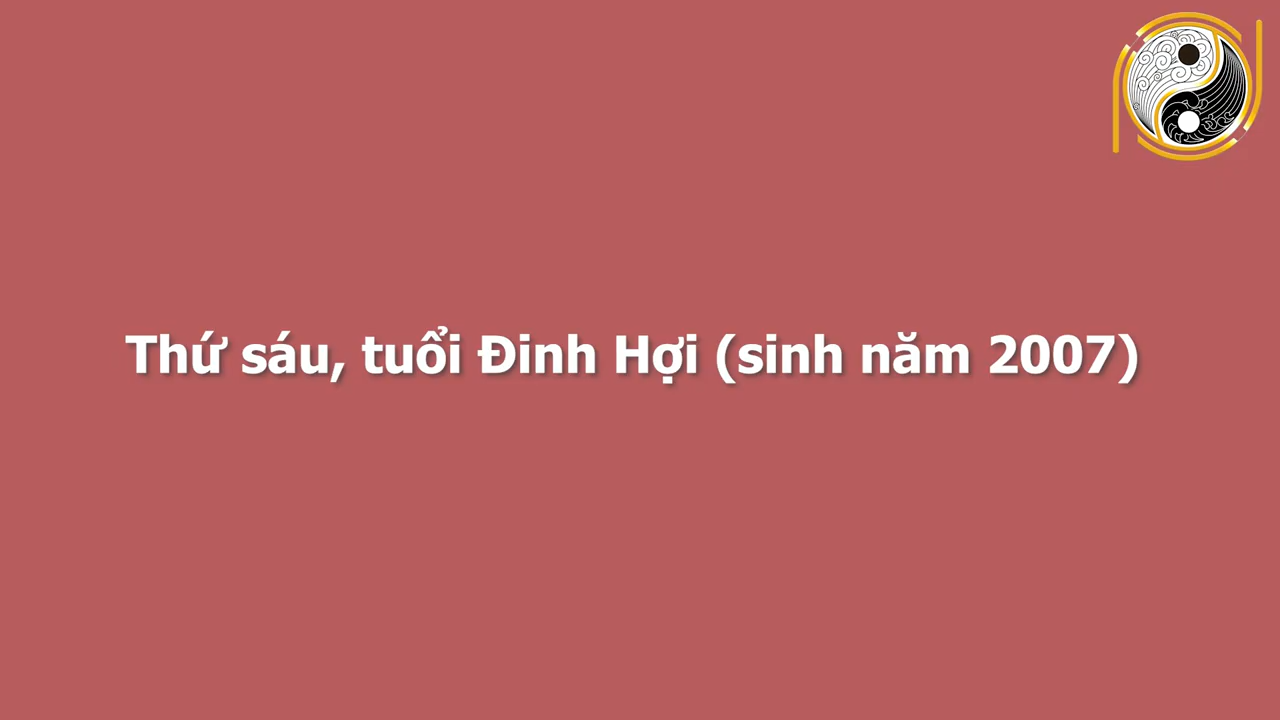 Thứ sáu, tuổi Đinh Hợi (sinh năm 2007)